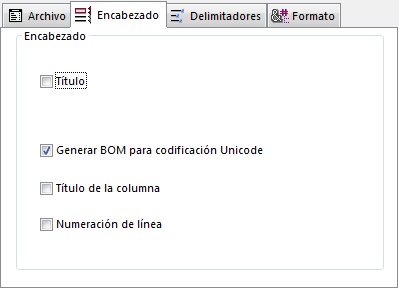 Archivo Encabezado Delimitadores Formato
Encabezado
Título
Generar BOM para codificación Unicode
Título de la columna
Numeración de línea